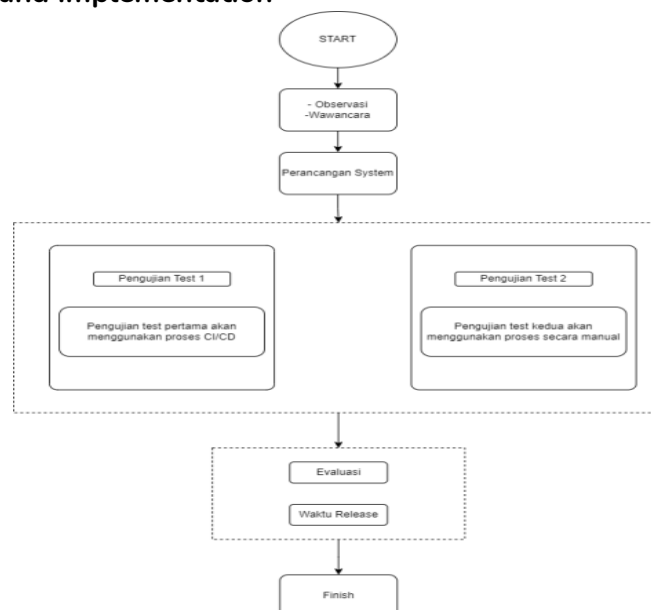 and Implementation
START
- Observasi
-Wawancara
Perancangan System
Pengujian Test 1
Pengujian test pertama akan
menggunakan proses CI/CD
Pengujian Test 2
Pengujian test kedua akan
menggunakan proses secara manual
Evaluasi
Waktu Release
Finish